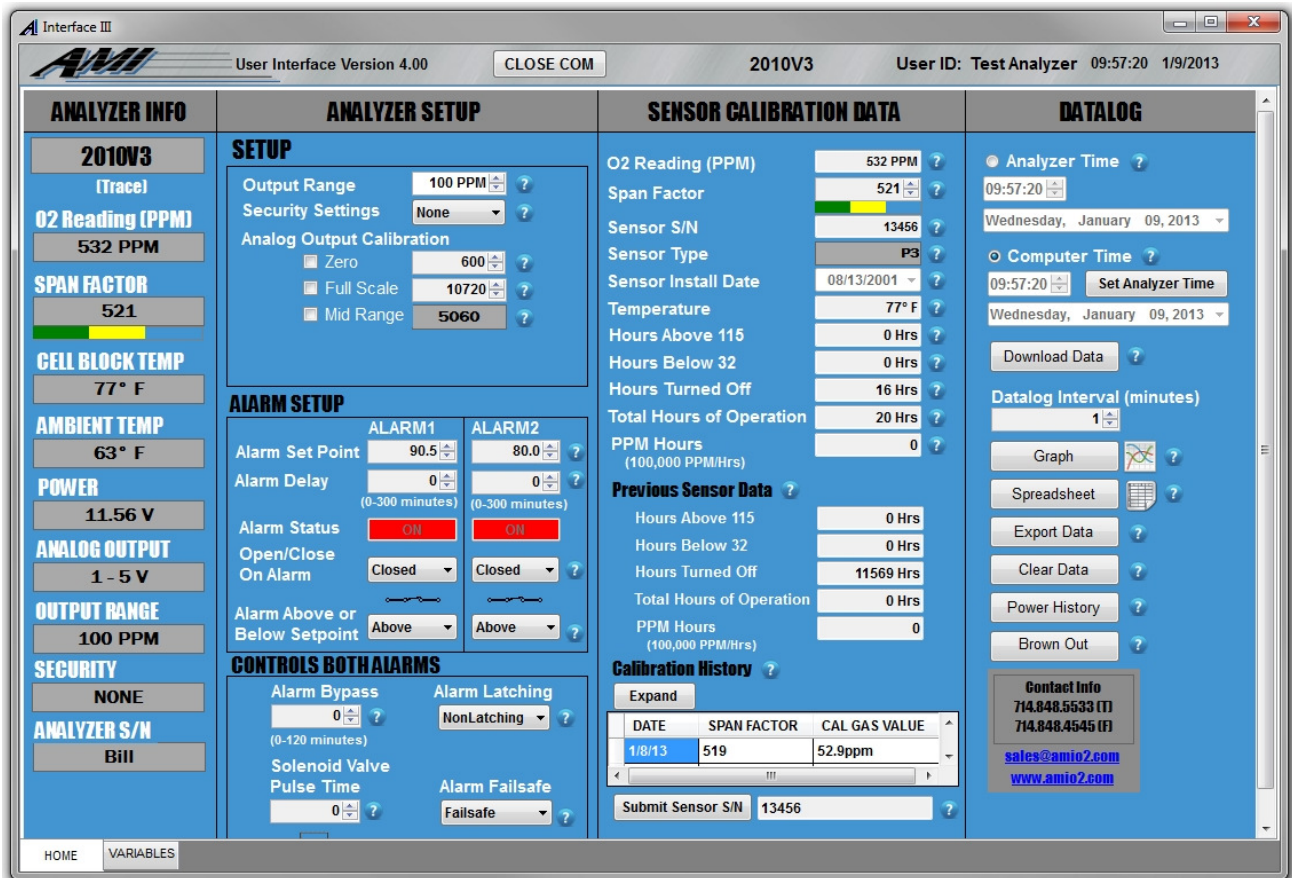 Interface III
AMI
User Interface Version 4.00
CLOSE COM
2010V3
User ID: Test Analyzer 09:57:20 1/9/2013
ANALYZER INFO
2010V3
(Trace)
O2 Reading (PPM)
532 PPM
SPAN FACTOR
521
CELL BLOCK TEMP
77° F
AMBIENT TEMP
63° F
POWER
11.56 V
ANALOG OUTPUT
1 - 5 V
OUTPUT RANGE
100 PPM
SECURITY
NONE
ANALYZER S/N
Bill
ANALYZER SETUP
SETUP
Output Range 100 PPM ?
Security Settings None ?
Analog Output Calibration
Zero 600 ?
Full Scale 10720 ?
Mid Range 5060 ?
ALARM SETUP
ALARM1 ALARM2
Alarm Set Point 90.5 80.0 ?
Alarm Delay 0 0 ?
(0-300 minutes) (0-300 minutes)
Alarm Status ON ON
Open/Close
On Alarm Closed Closed ?
Alarm Above or
Below Setpoint Above Above ?
CONTROLS BOTH ALARMS
Alarm Bypass Alarm Latching
0 ? NonLatching ?
(0-120 minutes)
Solenoid Valve
Pulse Time Alarm Failsafe
0 ? Failsafe ?
SENSOR CALIBRATION DATA
O2 Reading (PPM) 532 PPM ?
Span Factor 521 ?
Sensor S/N 13456 ?
Sensor Type P3 ?
Sensor Install Date 08/13/2001 ?
Temperature 77° F ?
Hours Above 115 0 Hrs ?
Hours Below 32 0 Hrs ?
Hours Turned Off 16 Hrs ?
Total Hours of Operation 20 Hrs ?
PPM Hours 0 ?
(100,000 PPM/Hrs)
Previous Sensor Data ?
Hours Above 115 0 Hrs
Hours Below 32 0 Hrs
Hours Turned Off 11569 Hrs
Total Hours of Operation 0 Hrs
PPM Hours 0
(100,000 PPM/Hrs)
Calibration History ?
Expand
DATE SPAN FACTOR CAL GAS VALUE
1/8/13 519 52.9ppm
Submit Sensor S/N 13456 ?
DATALOG
Analyzer Time ?
09:57:20
Wednesday, January 09, 2013
Computer Time ?
09:57:20 Set Analyzer Time
Wednesday, January 09, 2013
Download Data ?
Datalog Interval (minutes)
1
Graph ?
Spreadsheet ?
Export Data ?
Clear Data ?
Power History ?
Brown Out ?
Contact Info
714.848.5533 (T)
714.848.4545 (F)
sales@amio2.com
www.amio2.com
HOME VARIABLES